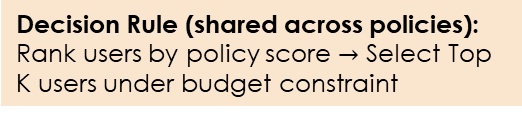 Decision Rule (shared across policies):
Rank users by policy score → Select Top
K users under budget constraint